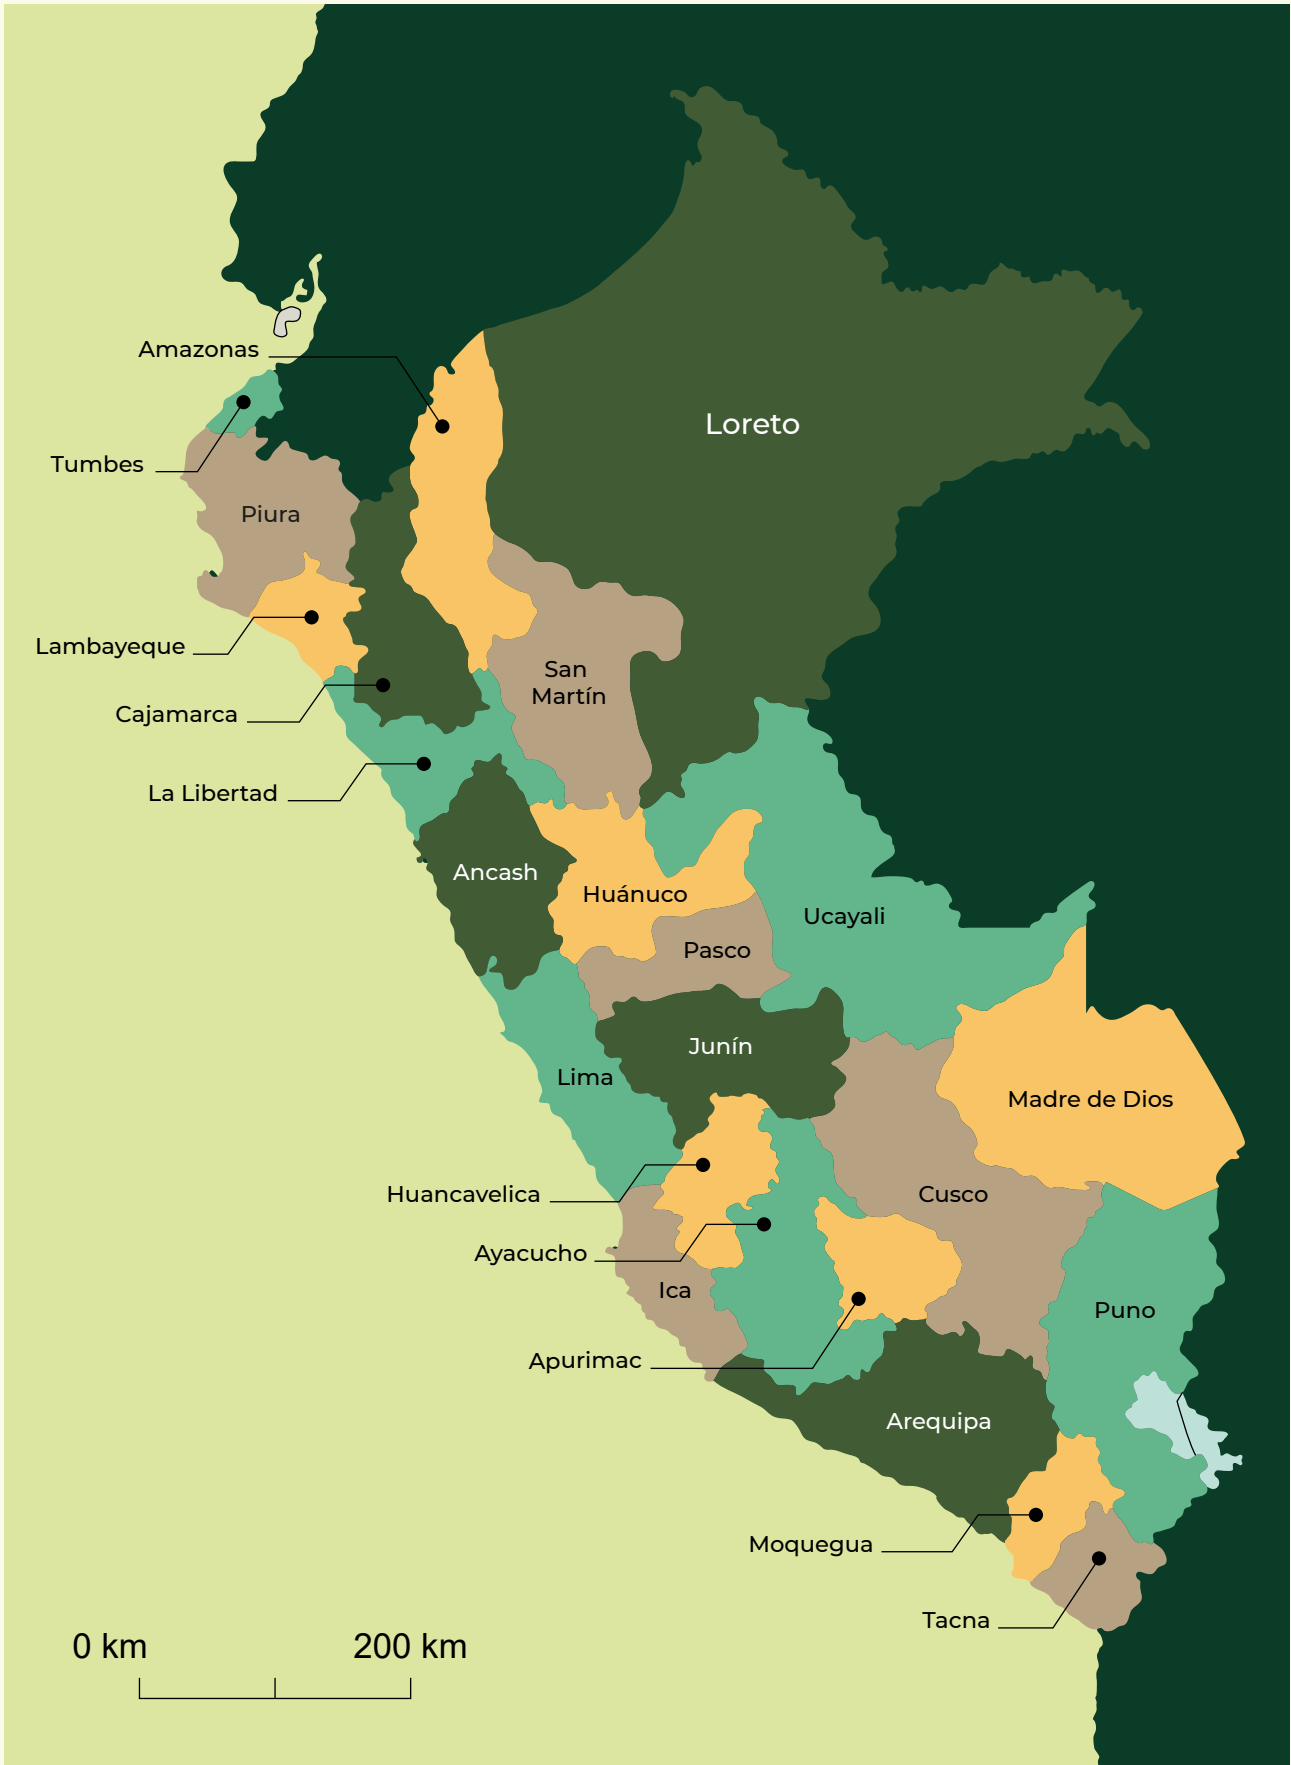 Amazonas
Loreto
Tumbes
Piura
Lambayeque
San
Martín
Cajamarca
La Libertad
Ancash
Huánuco
Ucayali
Pasco
Junín
Lima
Madre de Dios
Huancavelica
Cusco
Ayacucho
Ica
Puno
Apurimac
Arequipa
Moquegua
Tacna
0 km 200 km